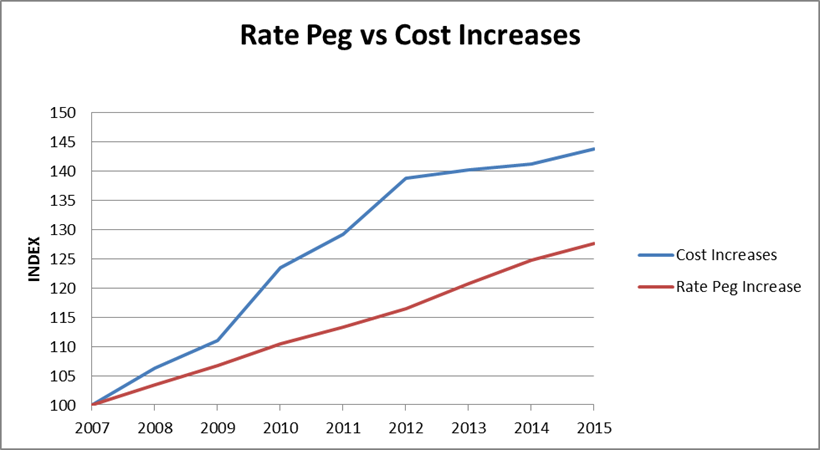 Rate Peg vs Cost Increases
150
145
140
135
130
125
120
115
110
105
100
INDEX
2007 2008 2009 2010 2011 2012 2013 2014 2015
Cost Increases
Rate Peg Increase